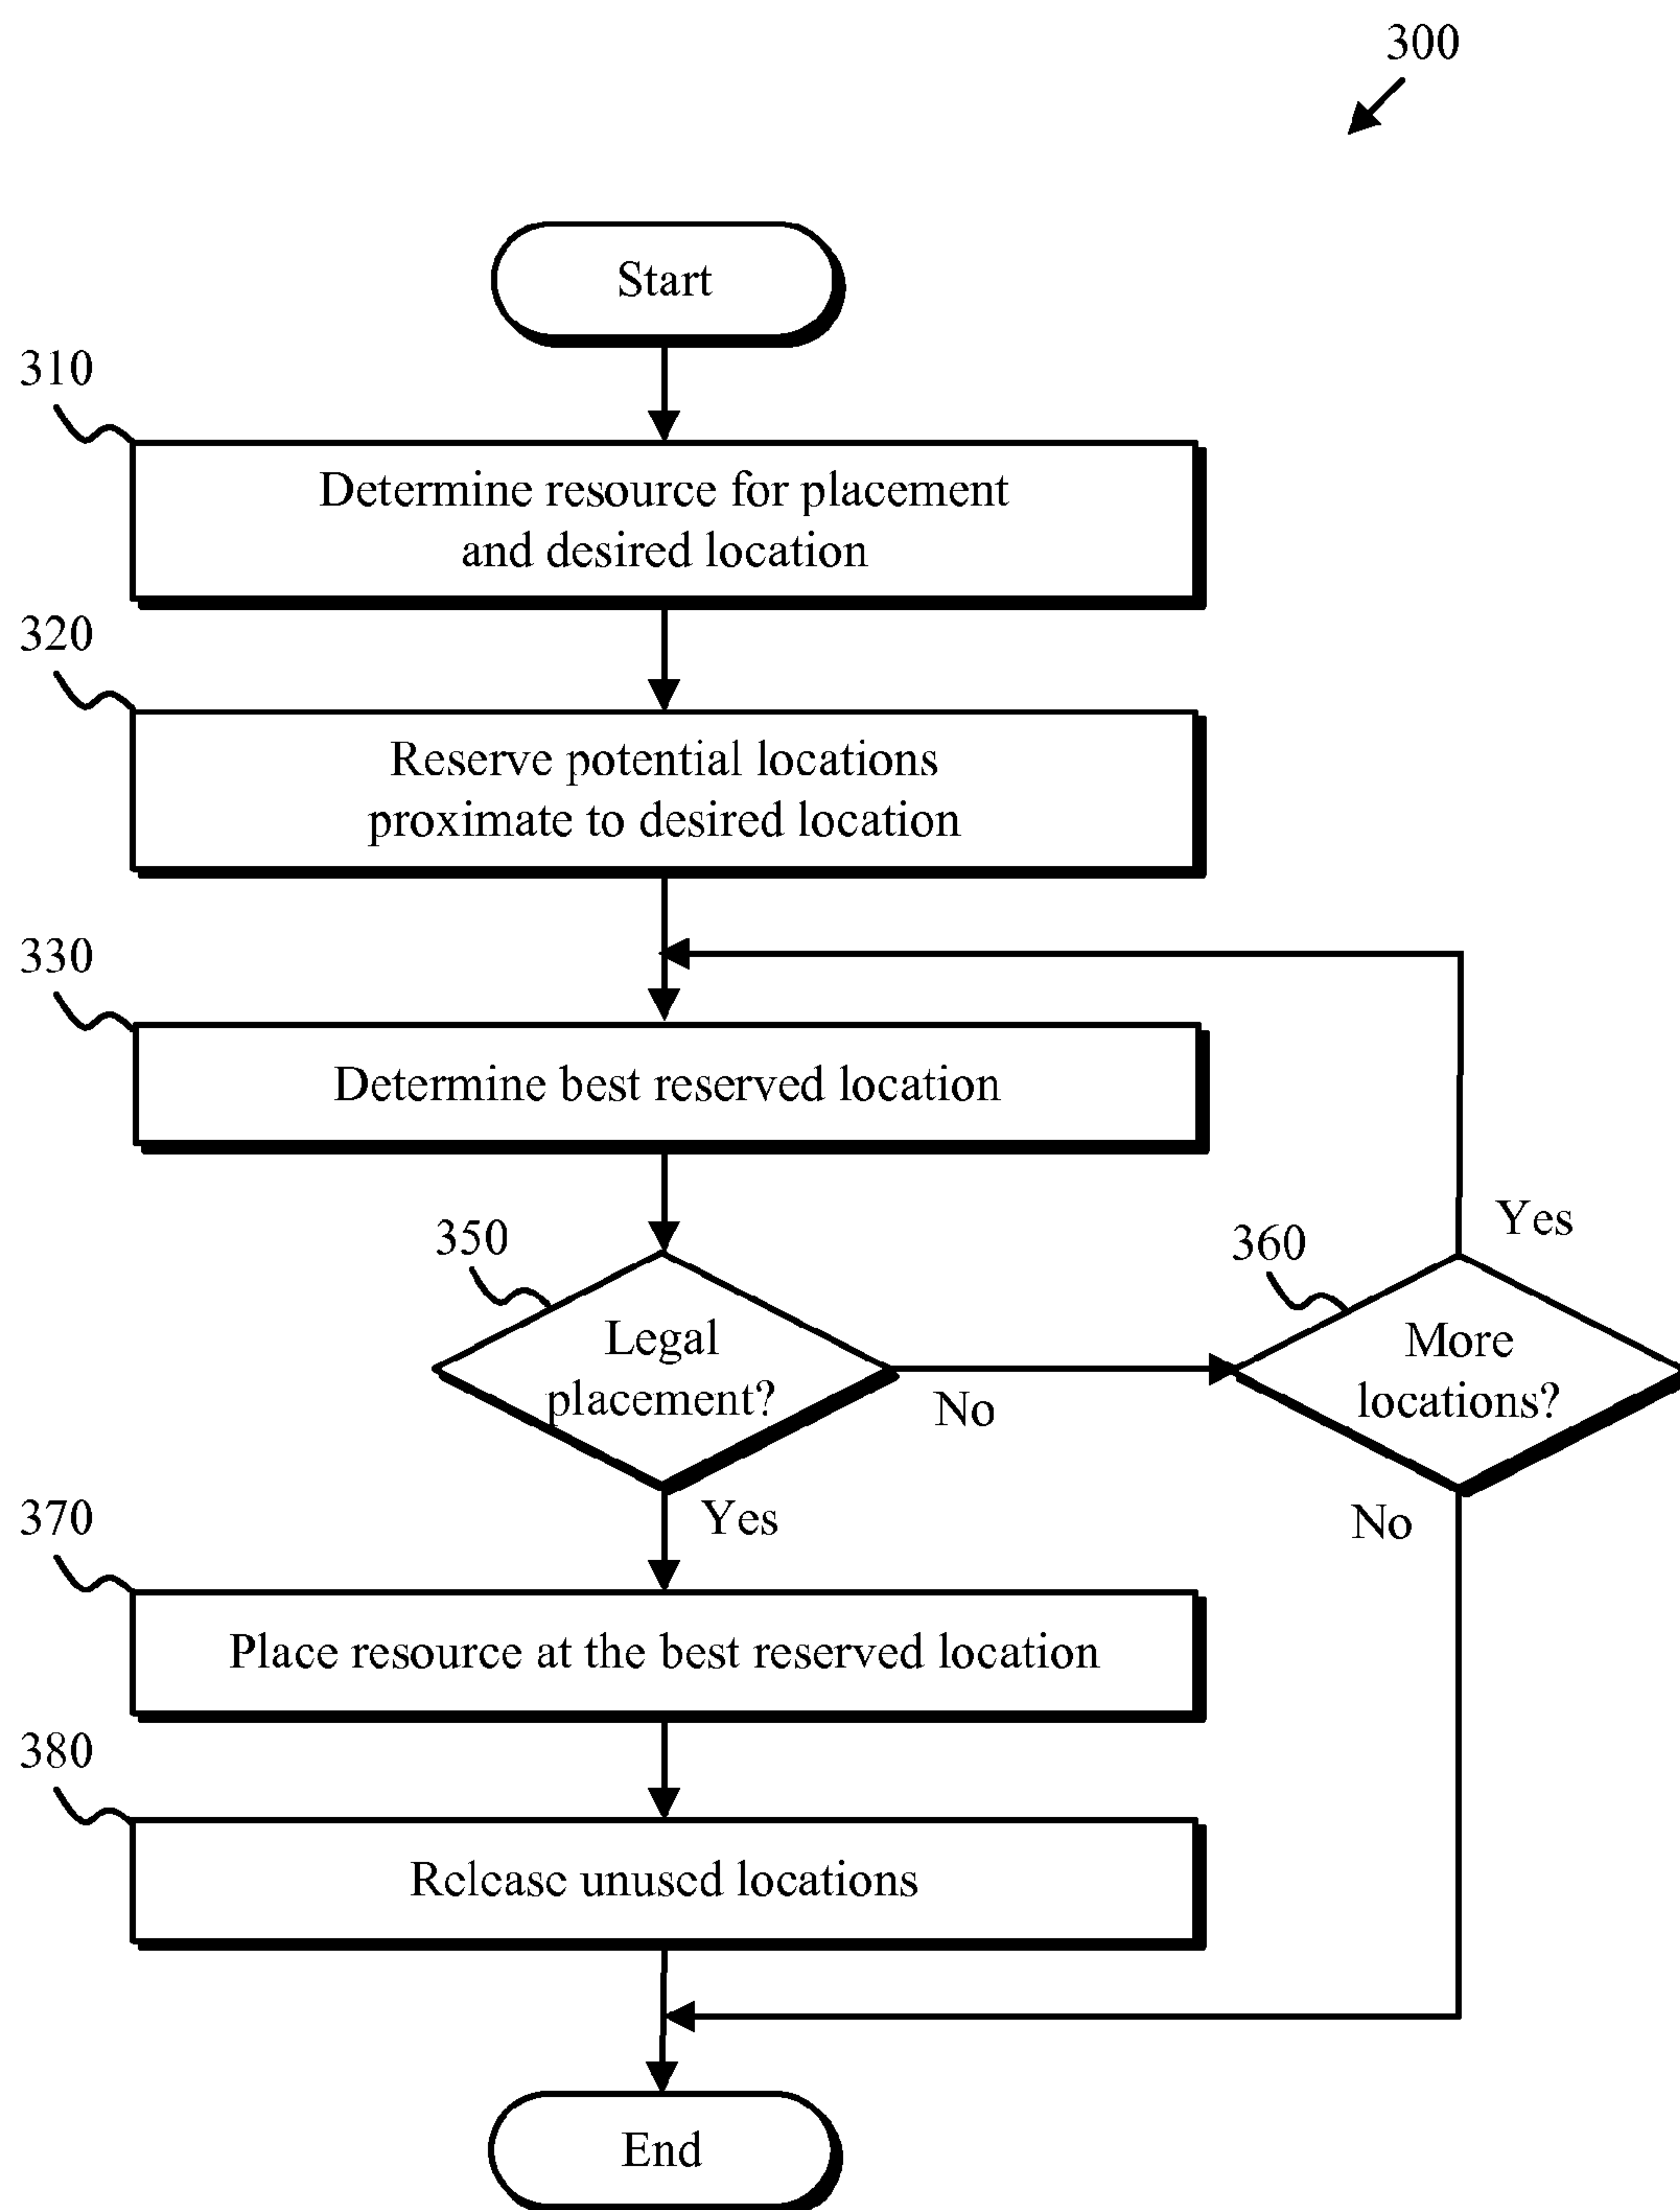 300
Start
310
Determine resource for placement
and desired location
320
Reserve potential locations
proximate to desired location
330
Determine best reserved location
350
Legal
placement?
No
Yes
360
More
locations?
Yes
No
370
Place resource at the best reserved location
380
Release unused locations
End